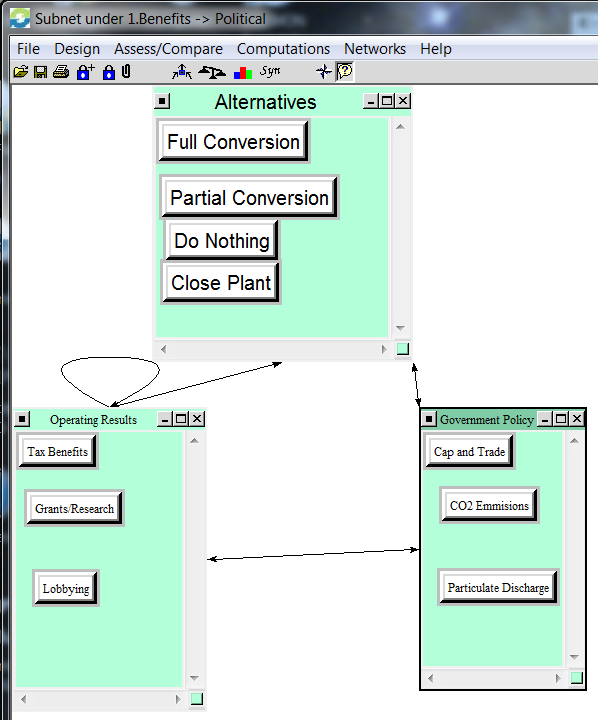 Subnet under 1.Benefits -> Political
File Design Assess/Compare Computations Networks Help
Syn
Alternatives
Full Conversion
Partial Conversion
Do Nothing
Close Plant
Operating Results
Tax Benefits
Grants/Research
Lobbying
Government Policy
Cap and Trade
CO2 Emmisions
Particulate Discharge